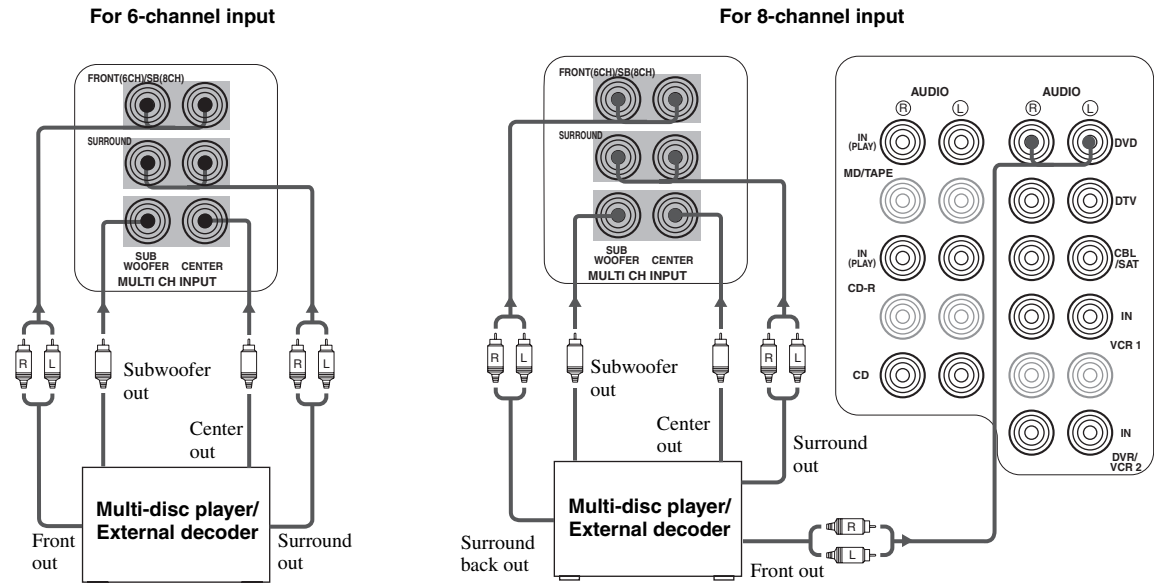 For 6-channel input
FRONT(6CH)/SB(8CH)
SURROUND
SUB
WOOFER
CENTER
MULTI CH INPUT
R
L
R
L
Subwoofer
out
Center
out
Multi-disc player/
External decoder
Front
out
Surround
out
For 8-channel input
FRONT(6CH)/SB(8CH)
SURROUND
SUB
WOOFER
CENTER
MULTI CH INPUT
R
L
R
L
Subwoofer
out
Center
out
Surround
out
Multi-disc player/
External decoder
Surround
back out
Front out
R
L
AUDIO
R
L
AUDIO
R
L
IN
(PLAY)
DVD
MD/TAPE
DTV
IN
(PLAY)
CBL
/SAT
CD-R
IN
VCR 1
CD
IN
DVR/
VCR 2